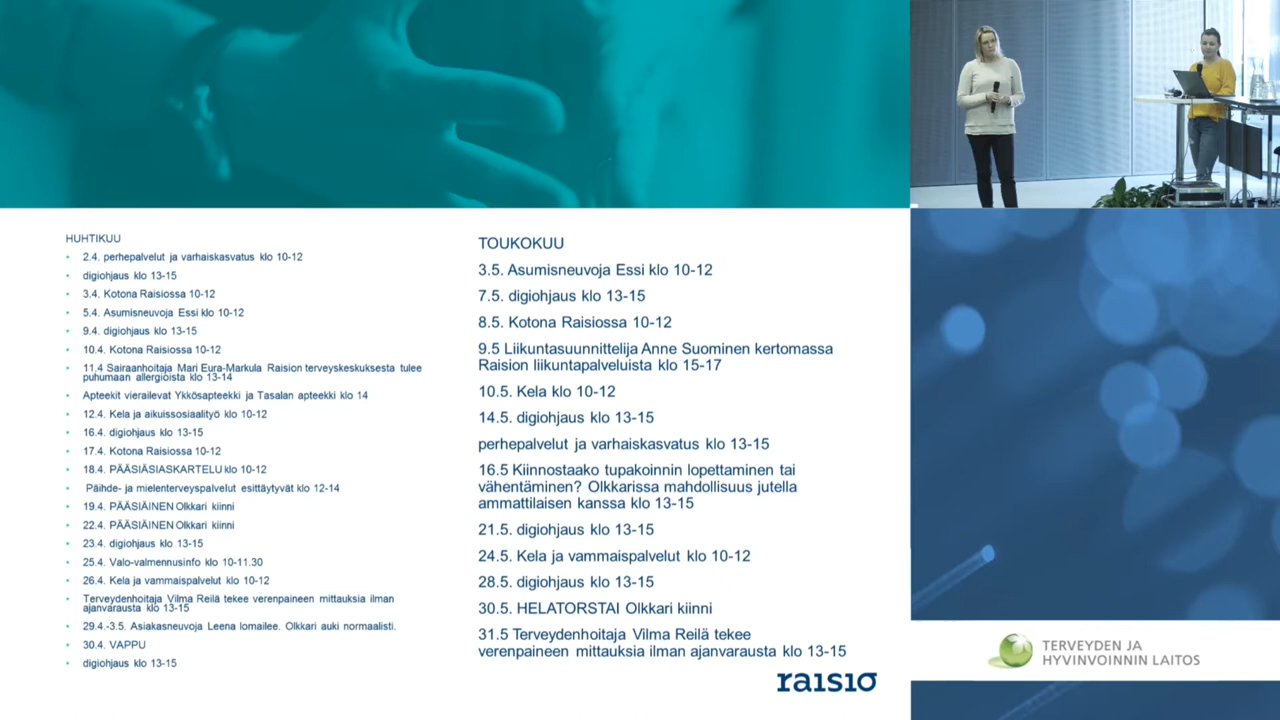 HUHTIKUU
• 2.4. perhepalvelut ja varhaiskasvatus klo 10-12
• digiohjaus klo 13-15
• 3.4. Kotona Raisiossa 10-12
• 5.4. Asumisneuvoja Essi klo 10-12
• 9.4. digiohjaus klo 13-15
• 10.4. Kotona Raisiossa 10-12
• 11.4 Sairaanhoitaja Mari Eura-Markula Raision terveyskeskuksesta tulee
puhumaan allergioista klo 13-14
• Apteekit vierailevat Ykkösapteekki ja Tasalan apteekki klo 14
• 12.4. Kela ja aikuissosiaalityö klo 10-12
• 16.4. digiohjaus klo 13-15
• 17.4. Kotona Raisiossa 10-12
• 18.4. PÄÄSIÄSIASKARTELU klo 10-12
• Päihde- ja mielenterveyspalvelut esittäytyvät klo 12-14
• 19.4. PÄÄSIÄINEN Olkkari kiinni
• 22.4. PÄÄSIÄINEN Olkkari kiinni
• 23.4. digiohjaus klo 13-15
• 25.4. Valo-valmennusinfo klo 10-11.30
• 26.4. Kela ja vammaispalvelut klo 10-12
• Terveydenhoitaja Vilma Reilä tekee verenpaineen mittauksia ilman
ajanvarausta klo 13-15
• 29.4.-3.5. Asiakasneuvoja Leena lomailee. Olkkari auki normaalisti.
• 30.4. VAPPU
• digiohjaus klo 13-15
TOUKOKUU
3.5. Asumisneuvoja Essi klo 10-12
7.5. digiohjaus klo 13-15
8.5. Kotona Raisiossa 10-12
9.5 Liikuntasuunnittelija Anne Suominen kertomassa
Raision liikuntapalveluista klo 15-17
10.5. Kela klo 10-12
14.5. digiohjaus klo 13-15
perhepalvelut ja varhaiskasvatus klo 13-15
16.5 Kiinnostaako tupakoinnin lopettaminen tai
vähentäminen? Olkkarissa mahdollisuus jutella
ammattilaisen kanssa klo 13-15
21.5. digiohjaus klo 13-15
24.5. Kela ja vammaispalvelut klo 10-12
28.5. digiohjaus klo 13-15
30.5. HELATORSTAI Olkkari kiinni
31.5 Terveydenhoitaja Vilma Reilä tekee
verenpaineen mittauksia ilman ajanvarausta klo 13-15
raisio
TERVEYDEN JA
HYVINVOINNIN LAITOS